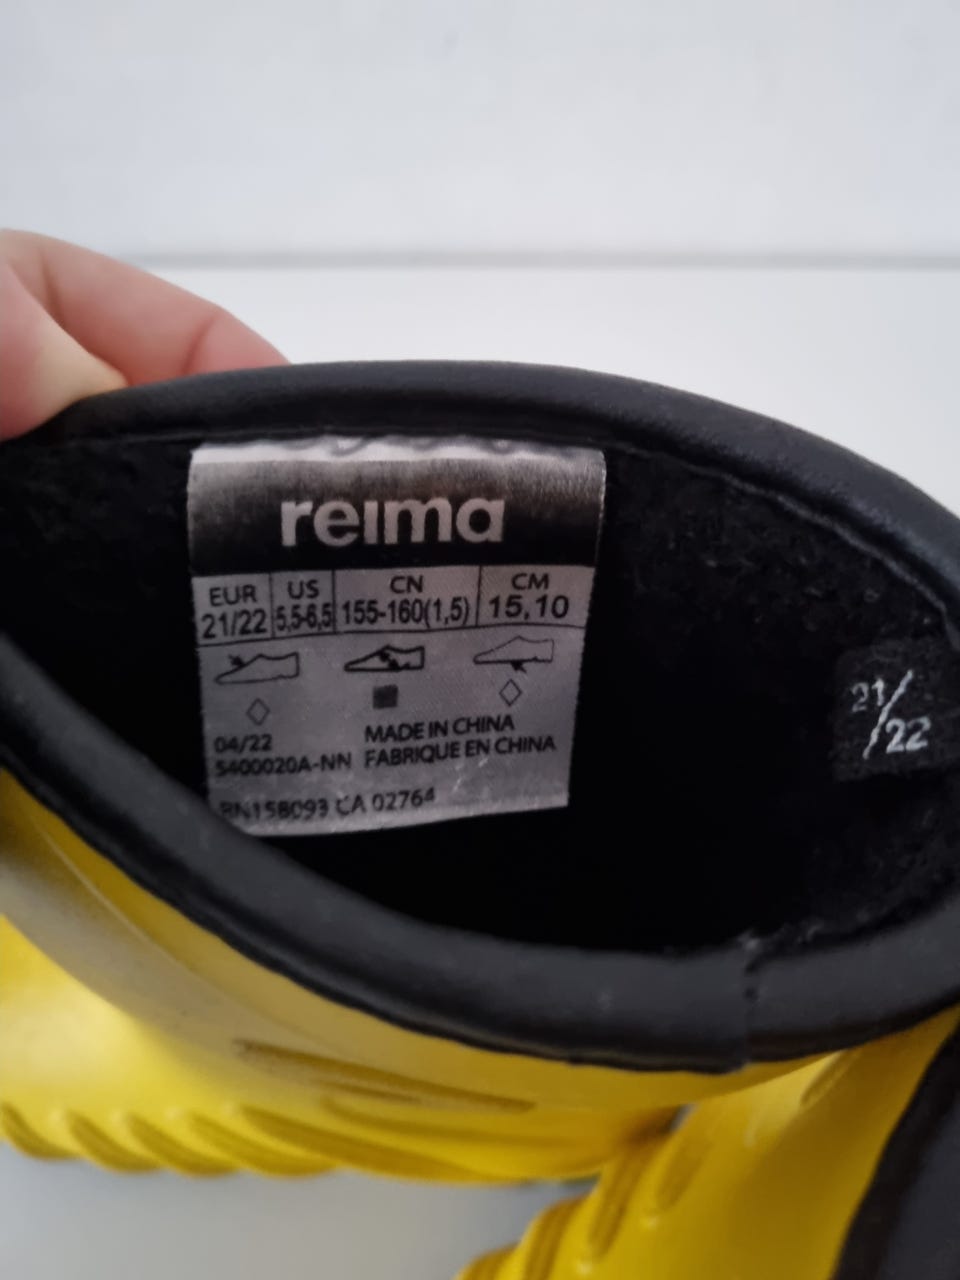 reima
EUR US CN CM
21/22 5,5-6,5 155-160(1,5) 15,10
04/22 MADE IN CHINA
5400020A-NN FABRIQUE EN CHINA
RN158093 CA 02764
21/22